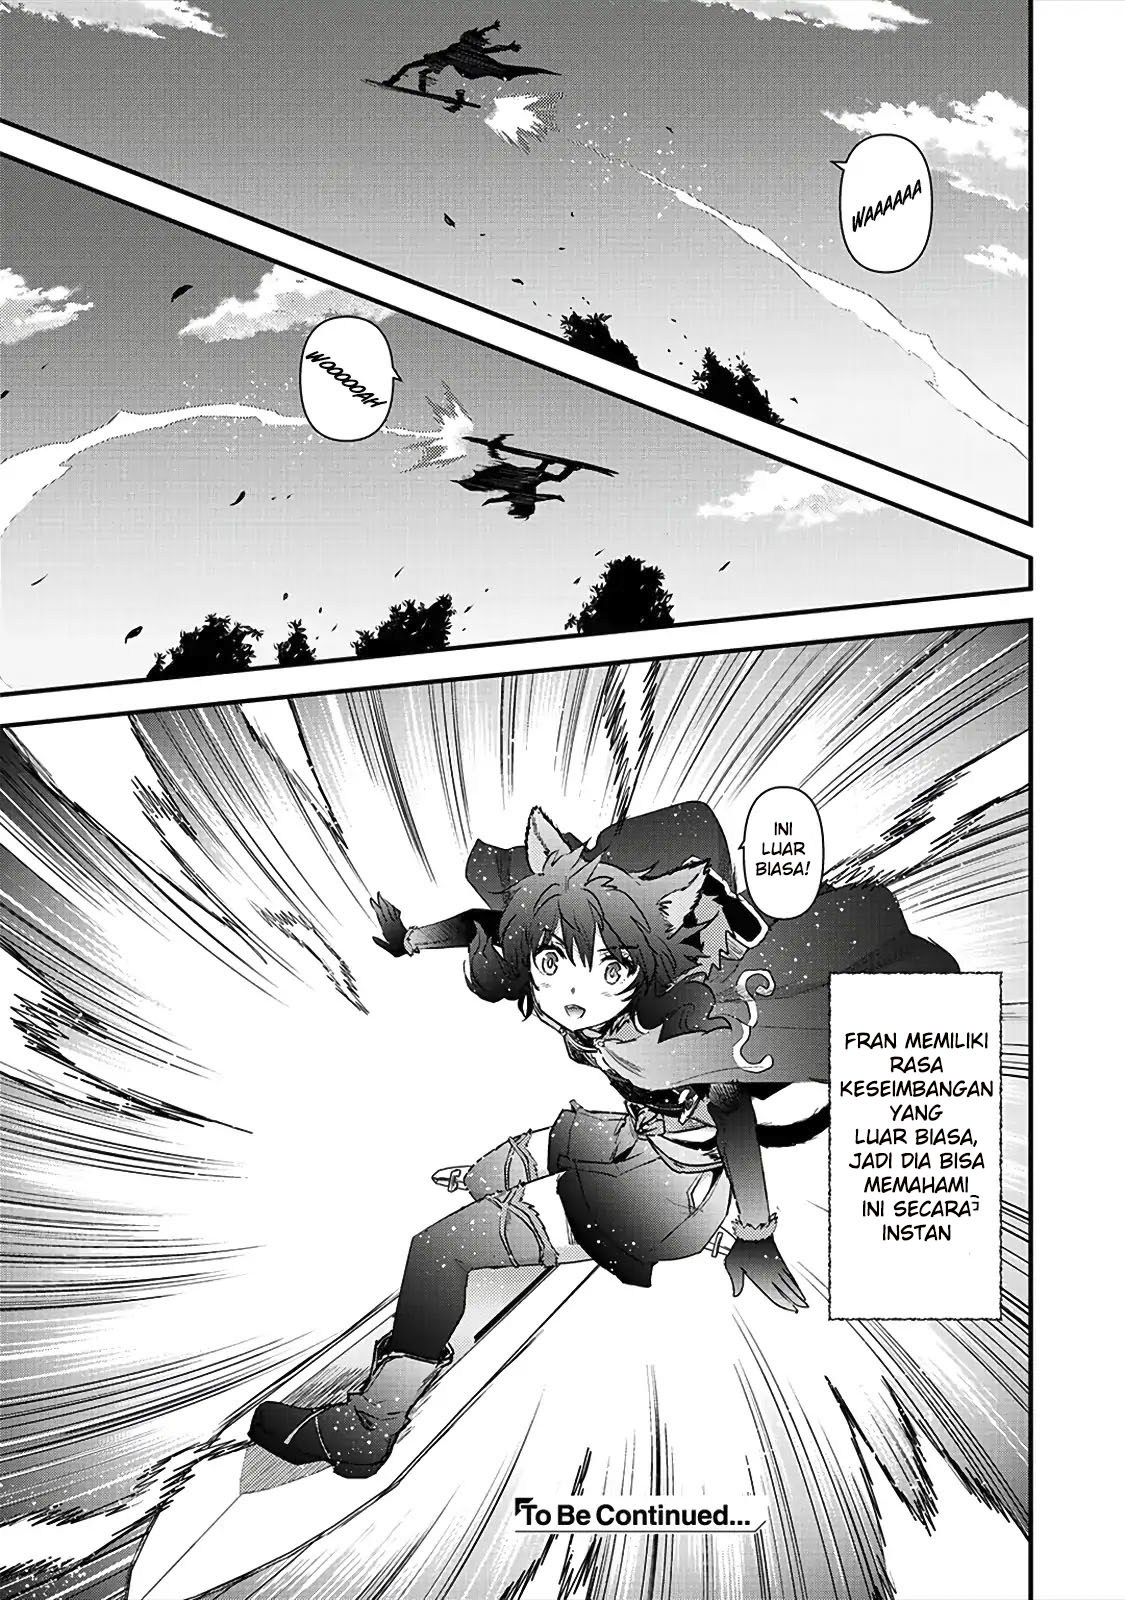 WAAAAAA
WOOOOOAH
INI
LUAR
BIASA!
FRAN MEMILIKI
RASA
KESEIMBANGAN
YANG
LUAR BIASA,
JADI DIA BISA
MEMAHAMI
INI SECARA
INSTAN
To Be Continued...